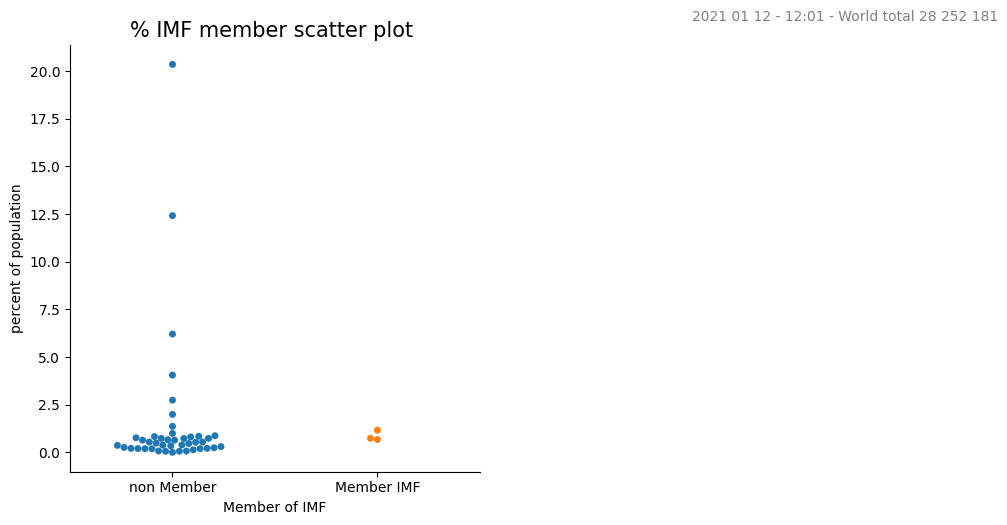 2021 01 12 - 12:01 - World total 28 252 181
% IMF member scatter plot
percent of population
20.0
17.5
15.0
12.5
10.0
7.5
5.0
2.5
0.0
non Member
Member IMF
Member of IMF